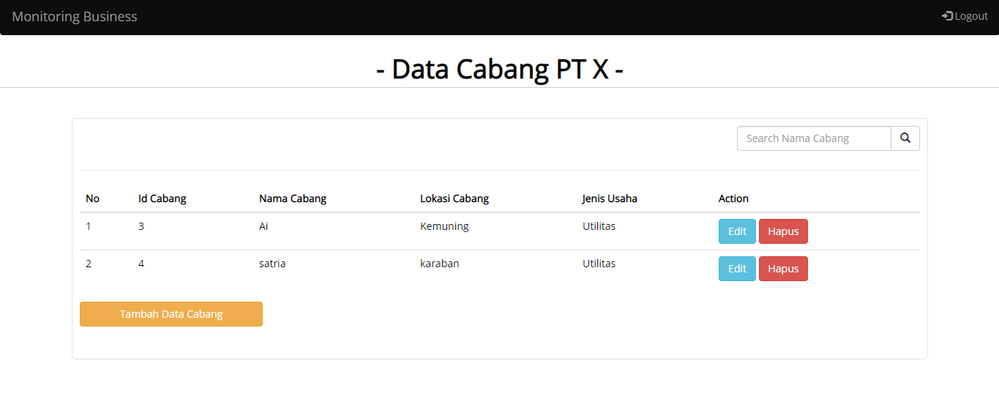 Monitoring Business Logout
- Data Cabang PT X -
Search Nama Cabang
No Id Cabang Nama Cabang Lokasi Cabang Jenis Usaha Action
1 3 Ai Kemuning Utilitas Edit Hapus
2 4 satria karaban Utilitas Edit Hapus
Tambah Data Cabang